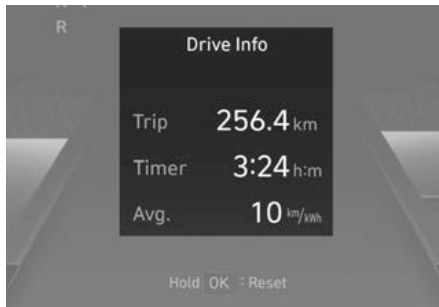 R
Drive Info
Trip 256.4 km
Timer 3:24 h:m
Avg. 10 km/kWh
Hold OK : Reset